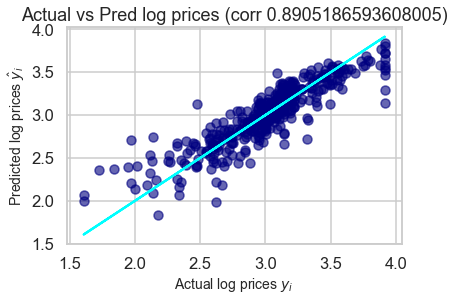 Actual vs Pred log prices (corr 0.8905186593608005)
Predicted log prices ŷᵢ
4.0
3.5
3.0
2.5
2.0
1.5
1.5 2.0 2.5 3.0 3.5 4.0
Actual log prices yᵢ